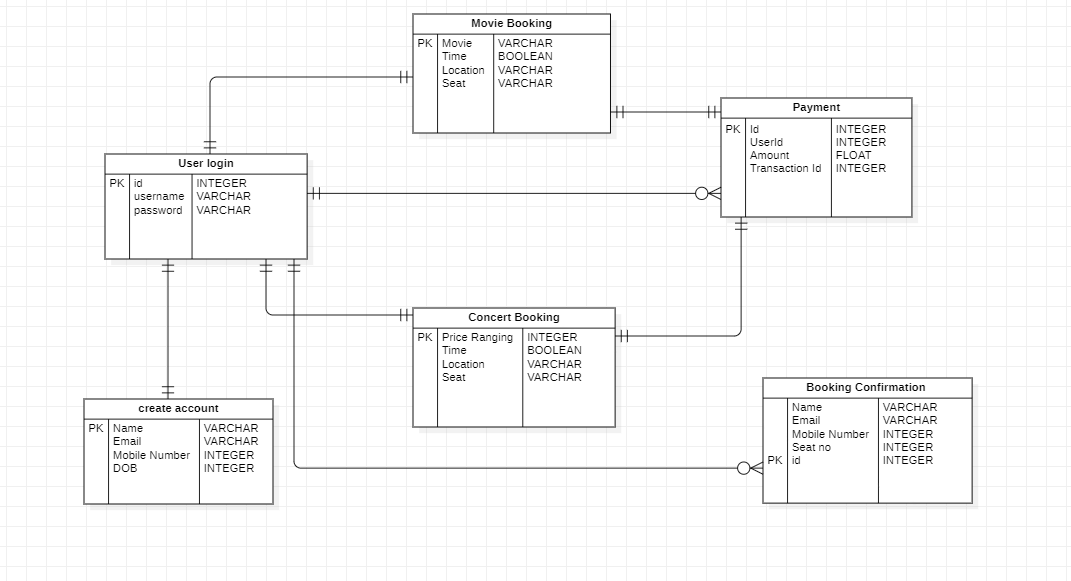 Movie Booking
PK Movie VARCHAR
Time BOOLEAN
Location VARCHAR
Seat VARCHAR
Payment
PK Id INTEGER
UserId INTEGER
Amount FLOAT
Transaction Id INTEGER
User login
PK id INTEGER
username VARCHAR
password VARCHAR
Concert Booking
PK Price Ranging INTEGER
Time BOOLEAN
Location VARCHAR
Seat VARCHAR
Booking Confirmation
Name VARCHAR
Email VARCHAR
Mobile Number INTEGER
Seat no INTEGER
PK id INTEGER
create account
PK Name VARCHAR
Email VARCHAR
Mobile Number INTEGER
DOB INTEGER